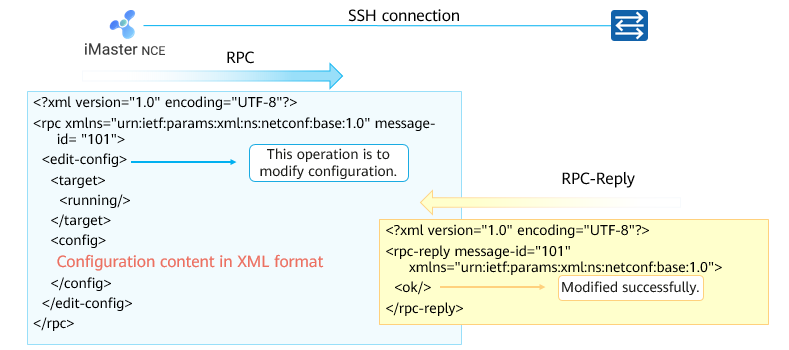 SSH connection
iMaster NCE
RPC
<?xml version="1.0" encoding="UTF-8"?>
<rpc xmlns="urn:ietf:params:xml:ns:netconf:base:1.0" message-
id= "101">
<edit-config>
This operation is to
modify configuration.
<target>
<running/>
</target>
<config>
Configuration content in XML format
</config>
</edit-config>
</rpc>
RPC-Reply
<?xml version="1.0" encoding="UTF-8"?>
<rpc-reply message-id="101"
xmlns="urn:ietf:params:xml:ns:netconf:base:1.0">
<ok/>
Modified successfully.
</rpc-reply>